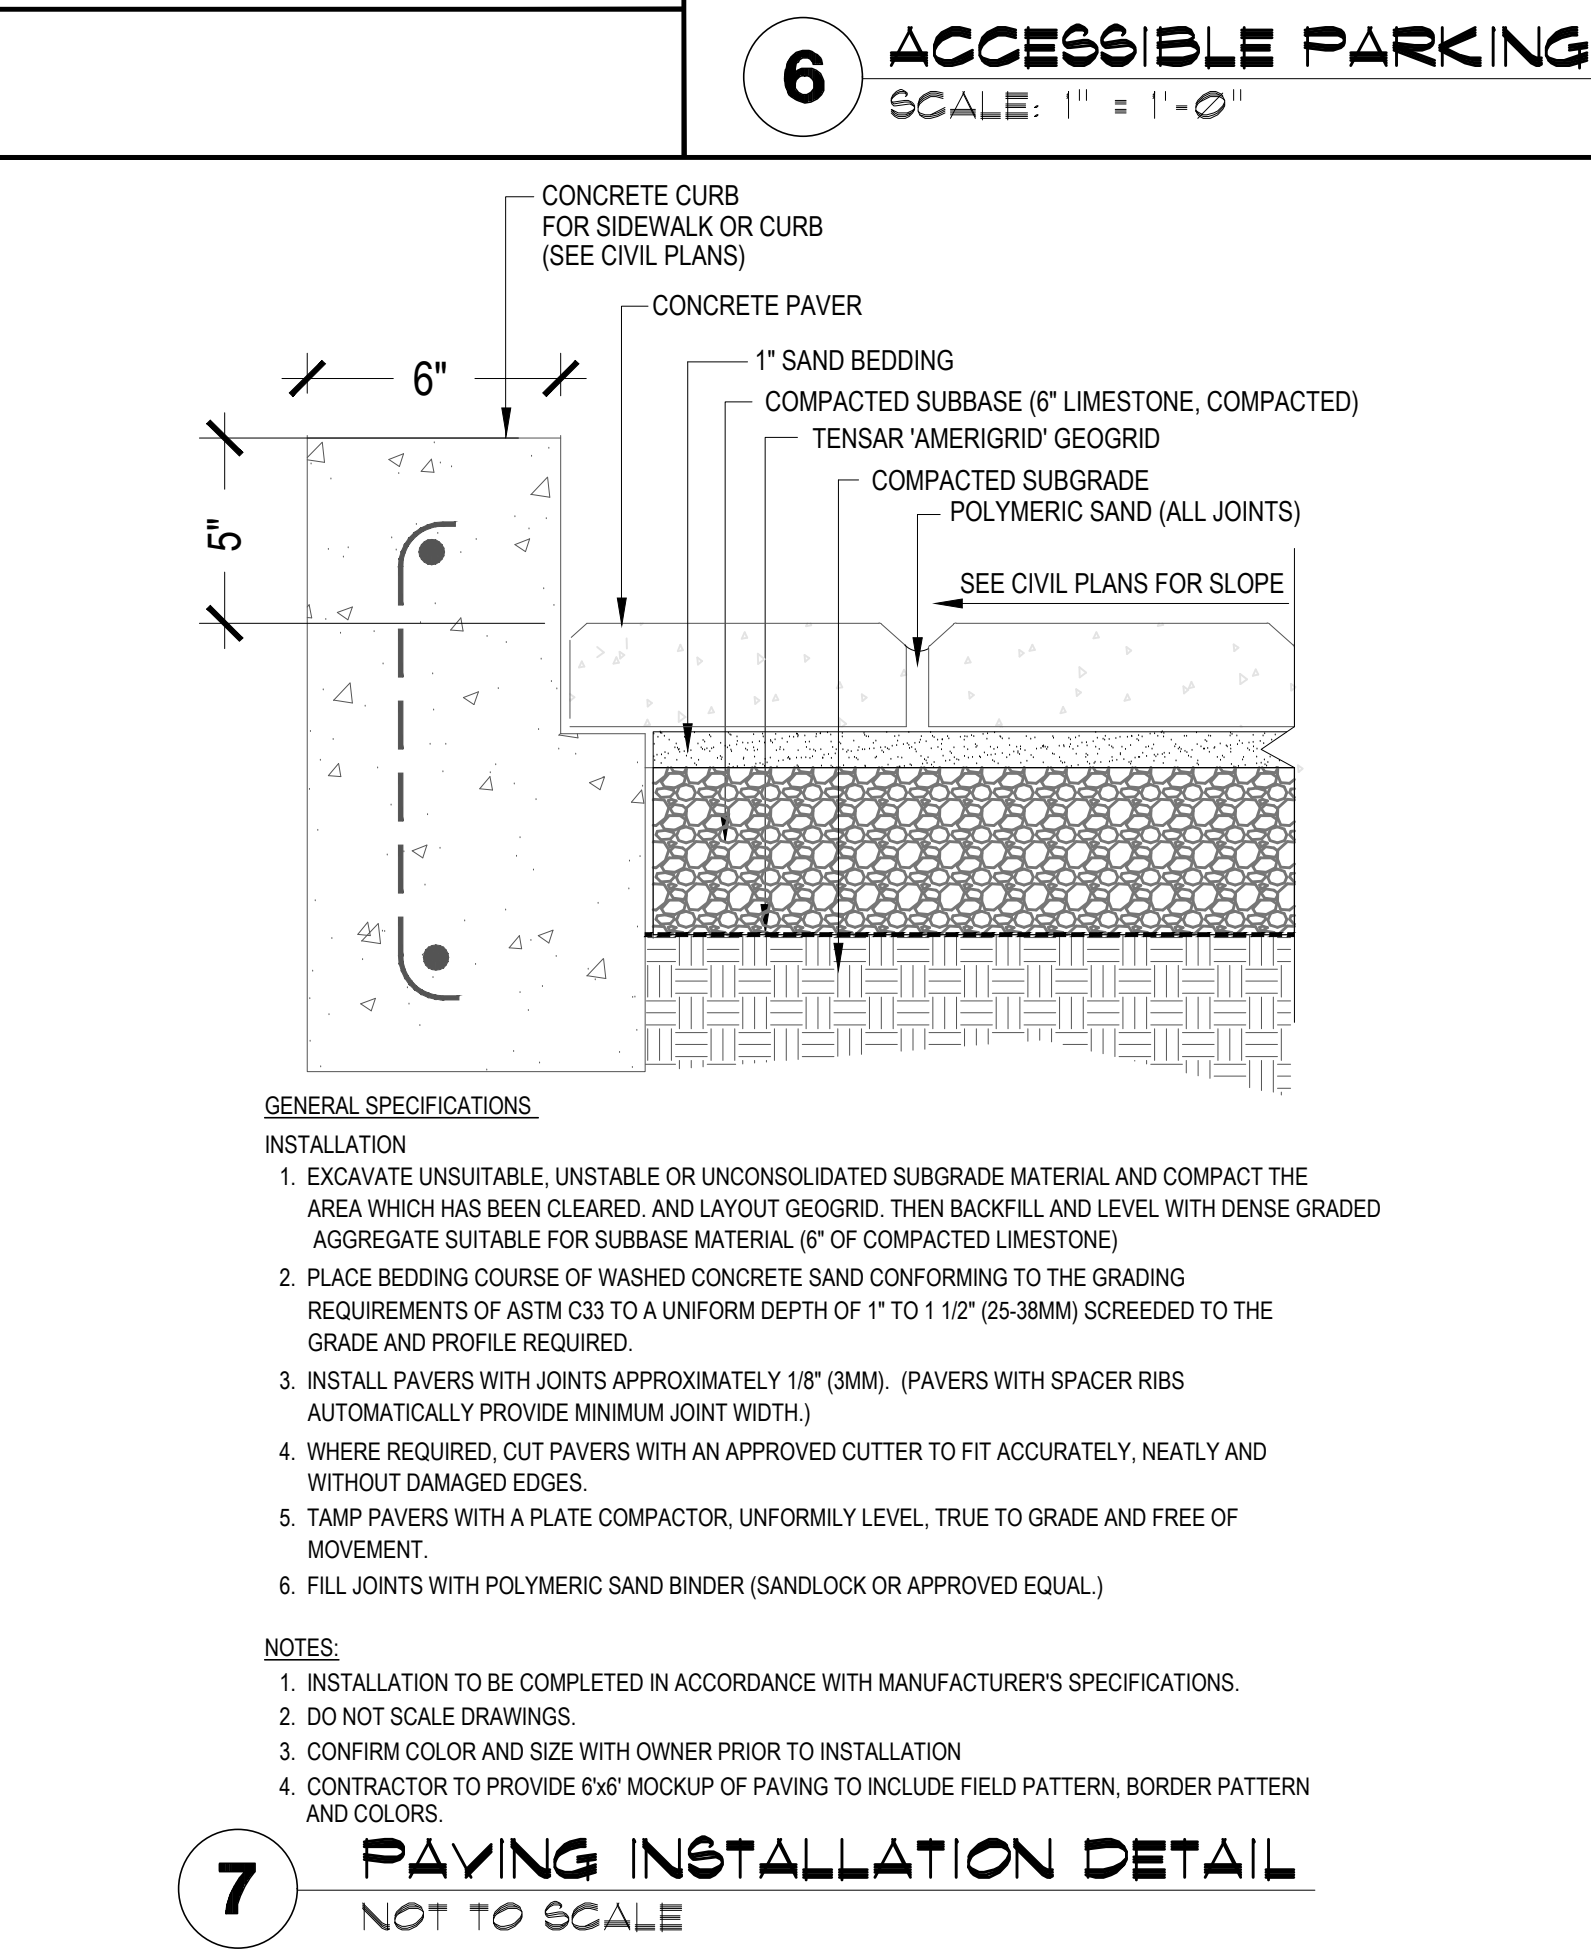 6
ACCESSIBLE PARKING
SCALE: 1" = 1'-0"
CONCRETE CURB
FOR SIDEWALK OR CURB
(SEE CIVIL PLANS)
CONCRETE PAVER
1" SAND BEDDING
6"
COMPACTED SUBBASE (6" LIMESTONE, COMPACTED)
TENSAR 'AMERIGRID' GEOGRID
COMPACTED SUBGRADE
POLYMERIC SAND (ALL JOINTS)
5"
SEE CIVIL PLANS FOR SLOPE
GENERAL SPECIFICATIONS
INSTALLATION
1. EXCAVATE UNSUITABLE, UNSTABLE OR UNCONSOLIDATED SUBGRADE MATERIAL AND COMPACT THE
AREA WHICH HAS BEEN CLEARED. AND LAYOUT GEOGRID. THEN BACKFILL AND LEVEL WITH DENSE GRADED
AGGREGATE SUITABLE FOR SUBBASE MATERIAL (6" OF COMPACTED LIMESTONE)
2. PLACE BEDDING COURSE OF WASHED CONCRETE SAND CONFORMING TO THE GRADING
REQUIREMENTS OF ASTM C33 TO A UNIFORM DEPTH OF 1" TO 1 1/2" (25-38MM) SCREEDED TO THE
GRADE AND PROFILE REQUIRED.
3. INSTALL PAVERS WITH JOINTS APPROXIMATELY 1/8" (3MM). (PAVERS WITH SPACER RIBS
AUTOMATICALLY PROVIDE MINIMUM JOINT WIDTH.)
4. WHERE REQUIRED, CUT PAVERS WITH AN APPROVED CUTTER TO FIT ACCURATELY, NEATLY AND
WITHOUT DAMAGED EDGES.
5. TAMP PAVERS WITH A PLATE COMPACTOR, UNFORMILY LEVEL, TRUE TO GRADE AND FREE OF
MOVEMENT.
6. FILL JOINTS WITH POLYMERIC SAND BINDER (SANDLOCK OR APPROVED EQUAL.)
NOTES:
1. INSTALLATION TO BE COMPLETED IN ACCORDANCE WITH MANUFACTURER'S SPECIFICATIONS.
2. DO NOT SCALE DRAWINGS.
3. CONFIRM COLOR AND SIZE WITH OWNER PRIOR TO INSTALLATION
4. CONTRACTOR TO PROVIDE 6'x6' MOCKUP OF PAVING TO INCLUDE FIELD PATTERN, BORDER PATTERN
AND COLORS.
7
PAVING INSTALLATION DETAIL
NOT TO SCALE